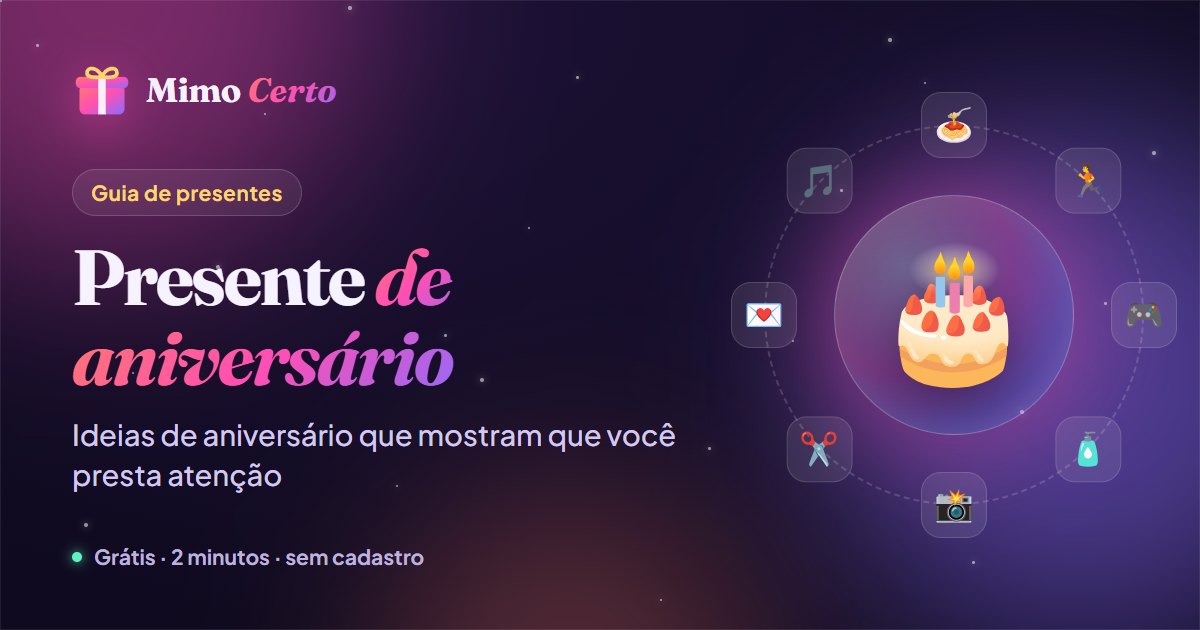 Mimo Certo
Guia de presentes
Presente de
aniversário
Ideias de aniversário que mostram que você
presta atenção
Grátis · 2 minutos · sem cadastro